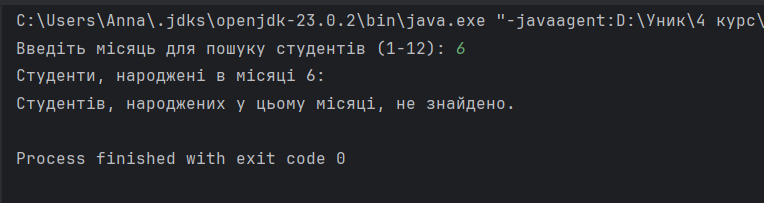 C:\Users\Anna\.jdks\openjdk-23.0.2\bin\java.exe "-javaagent:D:\Уник\4 курс\
Введіть місяць для пошуку студентів (1-12): 6
Студенти, народжені в місяці 6:
Студентів, народжених у цьому місяці, не знайдено.
Process finished with exit code 0